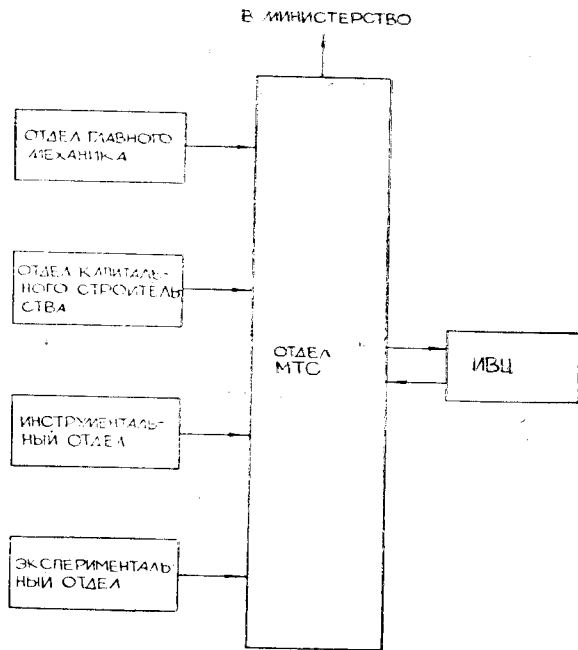 В МИНИСТЕРСТВО
ОТДЕЛ ГЛАВНОГО
МЕХАНИКА
ОТДЕЛ КАПИТАЛЬ-
НОГО СТРОИТЕЛЬ
СТВА
ОТДЕЛ
МТС
ИВЦ
ИНСТРУМЕНТАЛЬ-
НЫЙ ОТДЕЛ
ЭКСПЕРИМЕНТАЛЬ
НЫЙ ОТДЕЛ